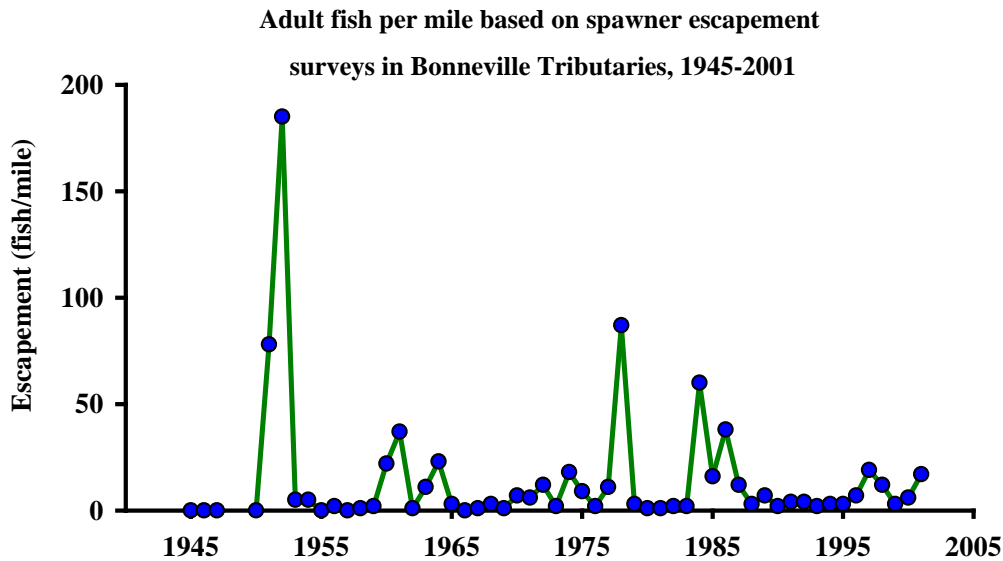 Adult fish per mile based on spawner escapement
surveys in Bonneville Tributaries, 1945-2001
Escapement (fish/mile)
200
150
100
50
0
1945 1955 1965 1975 1985 1995 2005